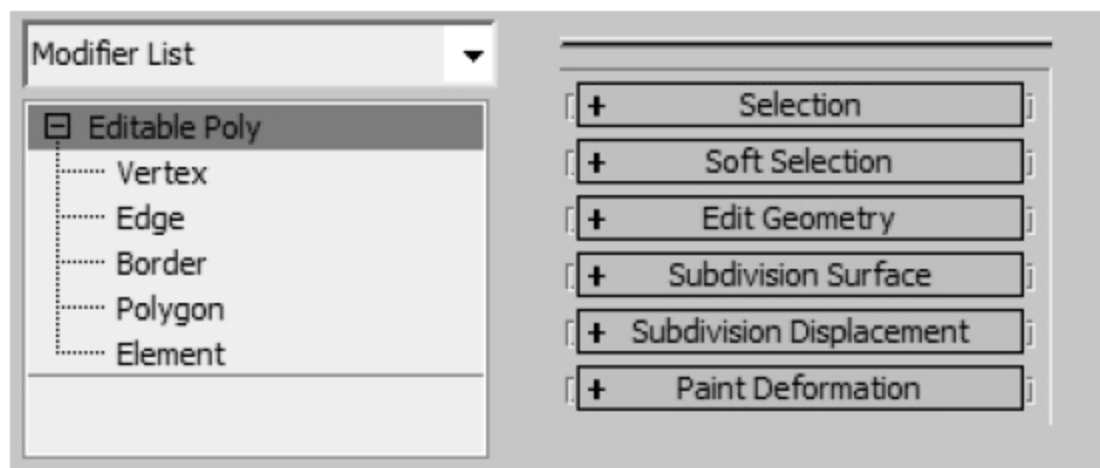 Modifier List
Editable Poly
Vertex
Edge
Border
Polygon
Element
+ Selection
+ Soft Selection
+ Edit Geometry
+ Subdivision Surface
+ Subdivision Displacement
+ Paint Deformation